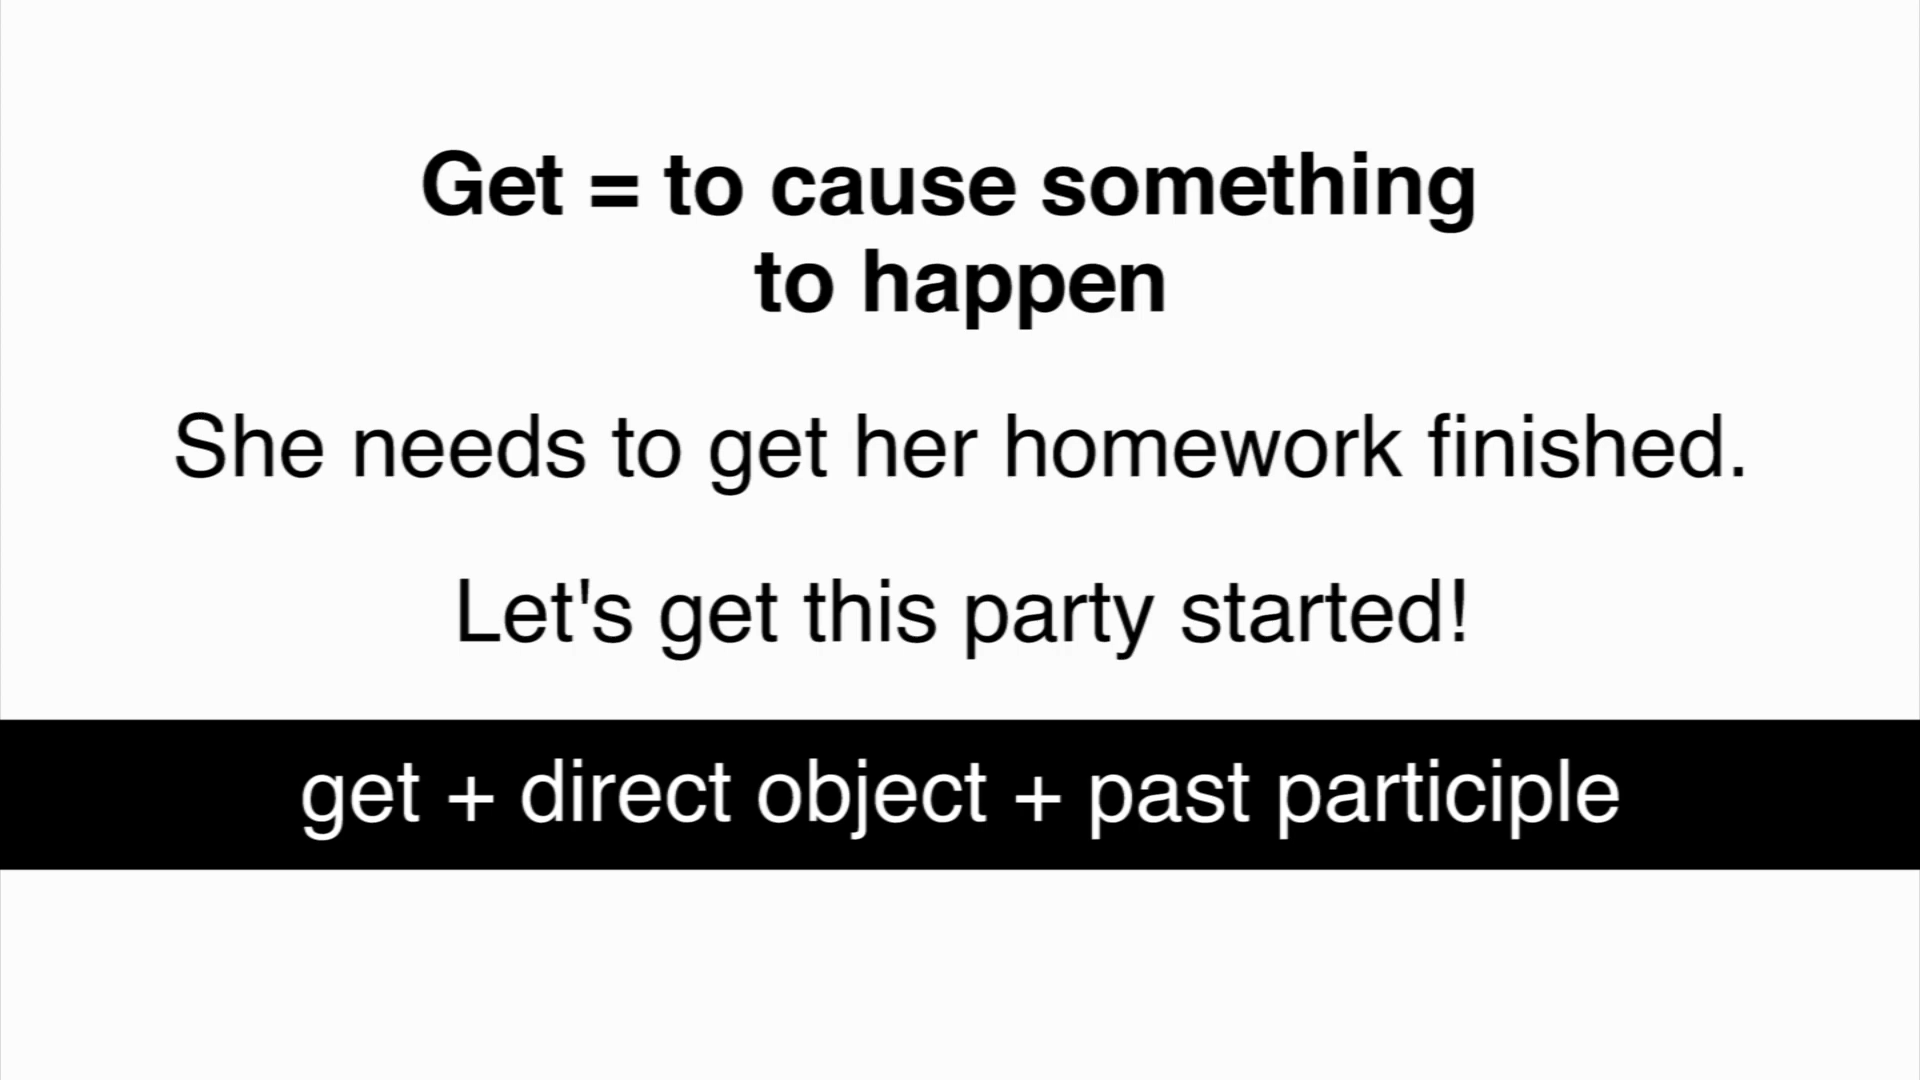 Get = to cause something
to happen
She needs to get her homework finished.
Let's get this party started!
get + direct object + past participle